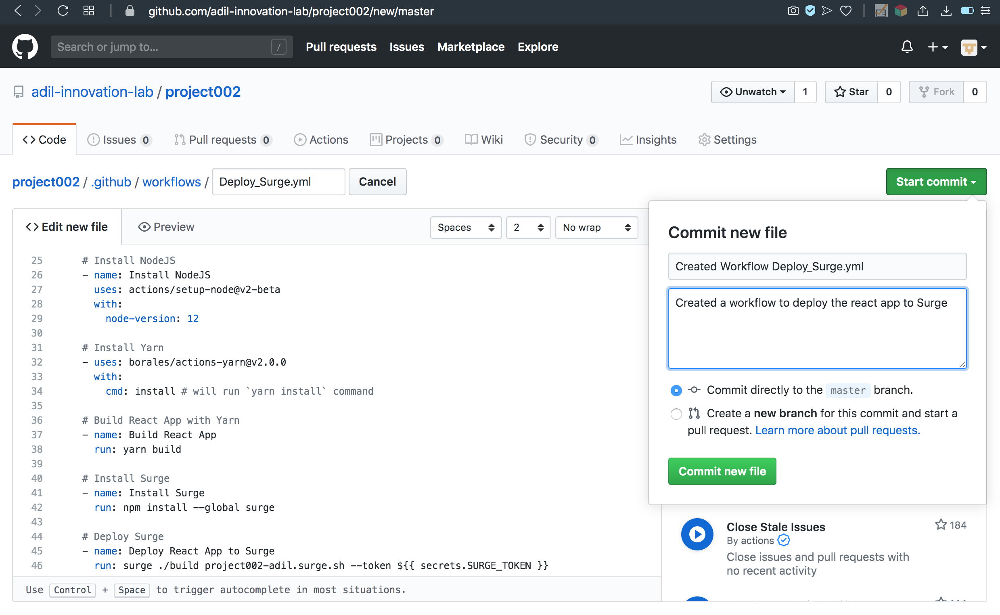 github.com/adil-innovation-lab/project002/new/master
Search or jump to... /
Pull requests Issues Marketplace Explore
adil-innovation-lab / project002
Unwatch 1 Star 0 Fork 0
Code Issues 0 Pull requests 0 Actions Projects 0 Wiki Security 0 Insights Settings
project002 / .github / workflows / Deploy_Surge.yml Cancel
Start commit
Edit new file Preview Spaces 2 No wrap
25 # Install NodeJS
26 - name: Install NodeJS
27 uses: actions/setup-node@v2-beta
28 with:
29 node-version: 12
30
31 # Install Yarn
32 - uses: borales/actions-yarn@v2.0.0
33 with:
34 cmd: install # will run `yarn install` command
35
36 # Build React App with Yarn
37 - name: Build React App
38 run: yarn build
39
40 # Install Surge
41 - name: Install Surge
42 run: npm install --global surge
43
44 # Deploy Surge
45 - name: Deploy React App to Surge
46 run: surge ./build project002-adil.surge.sh --token ${{ secrets.SURGE_TOKEN }}
Use Control + Space to trigger autocomplete in most situations.
Commit new file
Created Workflow Deploy_Surge.yml
Created a workflow to deploy the react app to Surge
Commit directly to the master branch.
Create a new branch for this commit and start a
pull request. Learn more about pull requests.
Commit new file
Close Stale Issues 184
By actions
Close issues and pull requests with
no recent activity